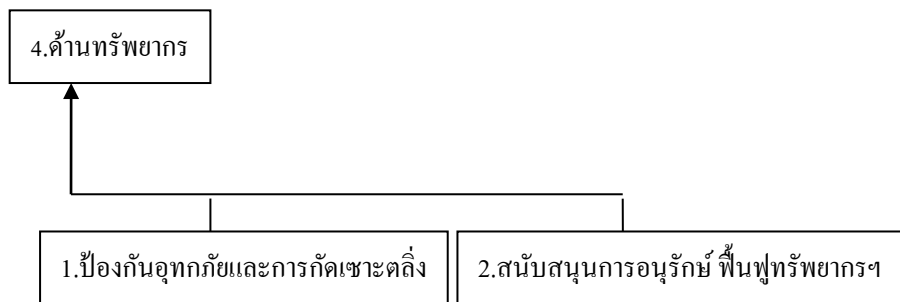 4.ด้านทรัพยากร
1.ป้องกันอุทกภัยและการกัดเซาะตลิ่ง
2.สนับสนุนการอนุรักษ์ ฟื้นฟูทรัพยากรฯ